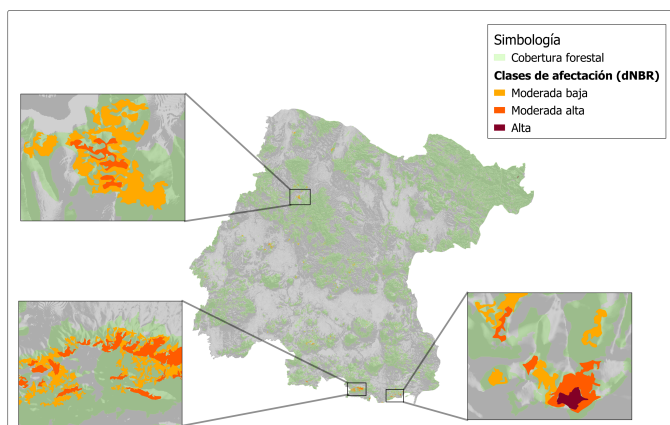 Simbología
Cobertura forestal
Clases de afectación (dNBR)
Moderada baja
Moderada alta
Alta